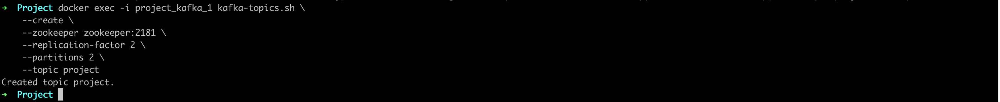 ➜  Project docker exec -i project_kafka_1 kafka-topics.sh \
    --create \
    --zookeeper zookeeper:2181 \
    --replication-factor 2 \
    --partitions 2 \
    --topic project
Created topic project.
➜  Project